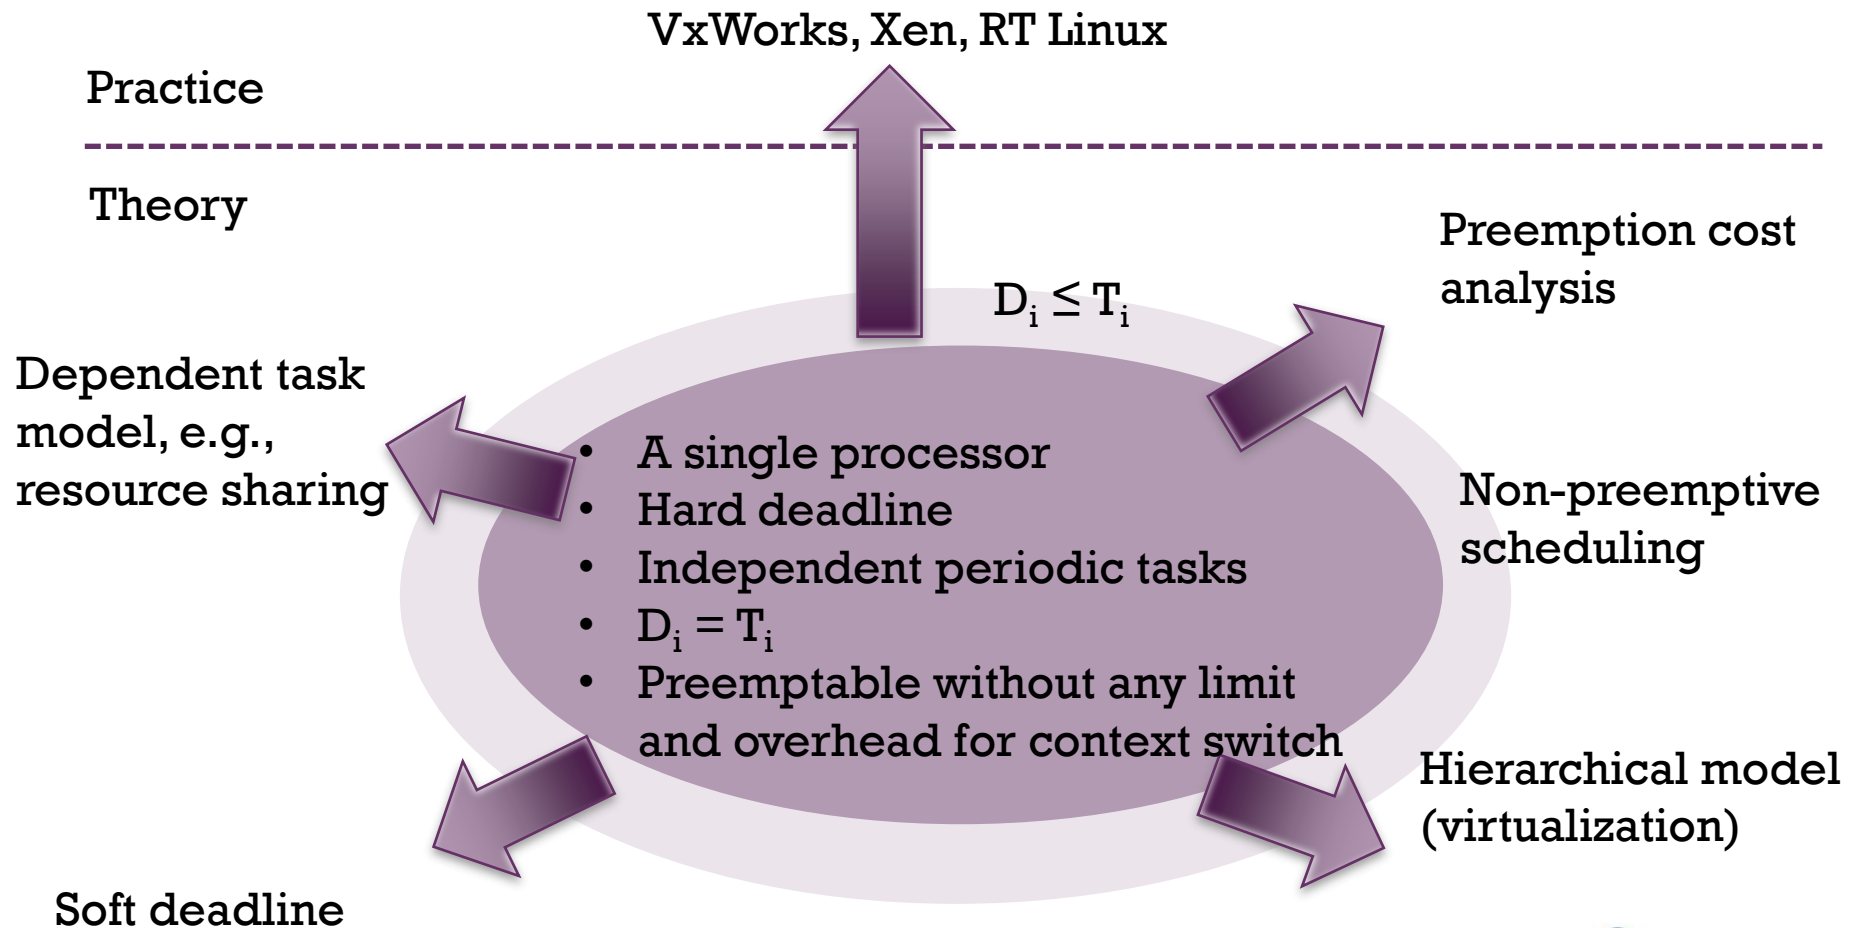 VxWorks, Xen, RT Linux
Practice
Theory
Preemption cost
analysis
Dᵢ ≤ Tᵢ
Dependent task
model, e.g.,
resource sharing
• A single processor
• Hard deadline
• Independent periodic tasks
• Dᵢ = Tᵢ
• Preemptable without any limit
and overhead for context switch
Non-preemptive
scheduling
Hierarchical model
(virtualization)
Soft deadline